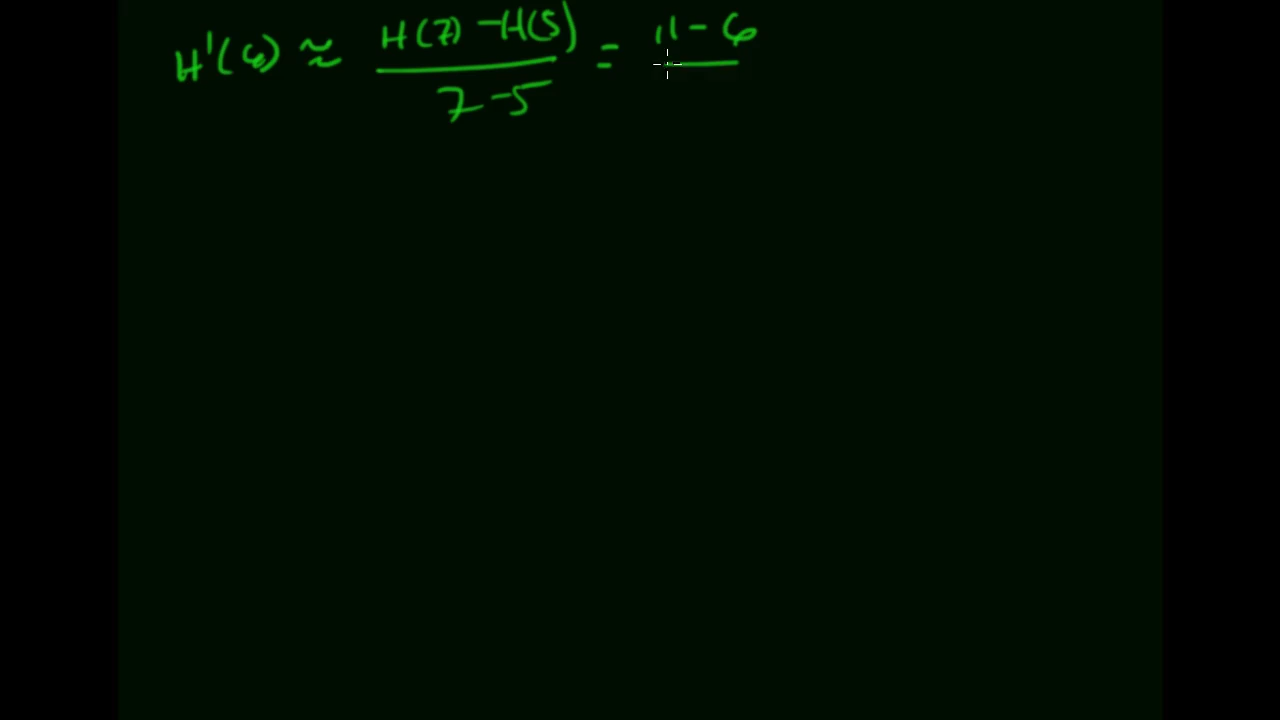 H'(6) ≈ H(7) - H(5) = 11 - 6
7 - 5